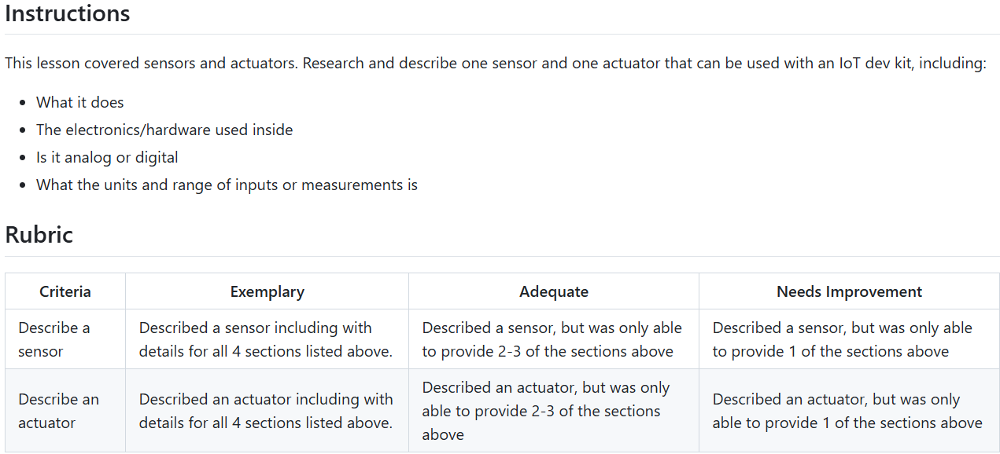 Instructions
This lesson covered sensors and actuators. Research and describe one sensor and one actuator that can be used with an IoT dev kit, including:
What it does
The electronics/hardware used inside
Is it analog or digital
What the units and range of inputs or measurements is
Rubric
Criteria Exemplary Adequate Needs Improvement
Describe a sensor
Described a sensor including with details for all 4 sections listed above.
Described a sensor, but was only able to provide 2-3 of the sections above
Described a sensor, but was only able to provide 1 of the sections above
Describe an actuator
Described an actuator including with details for all 4 sections listed above.
Described an actuator, but was only able to provide 2-3 of the sections above
Described an actuator, but was only able to provide 1 of the sections above